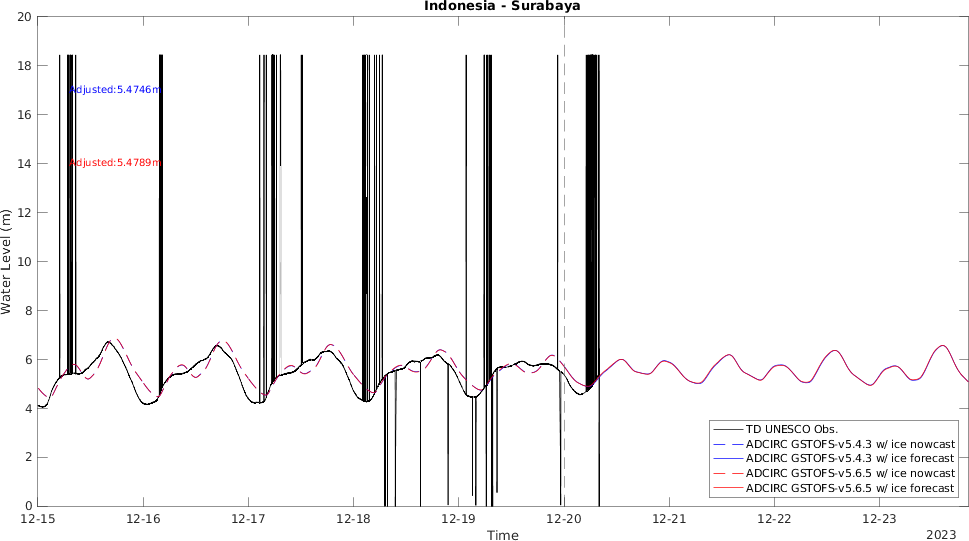 Indonesia - Surabaya
20
18
16
14
12
10
8
6
4
2
0
Water Level (m)
Adjusted:5.4746m
Adjusted:5.4789m
TD UNESCO Obs.
ADCIRC GSTOFS-v5.4.3 w/ ice nowcast
ADCIRC GSTOFS-v5.4.3 w/ ice forecast
ADCIRC GSTOFS-v5.6.5 w/ ice nowcast
ADCIRC GSTOFS-v5.6.5 w/ ice forecast
12-15 12-16 12-17 12-18 12-19 12-20 12-21 12-22 12-23
Time
2023